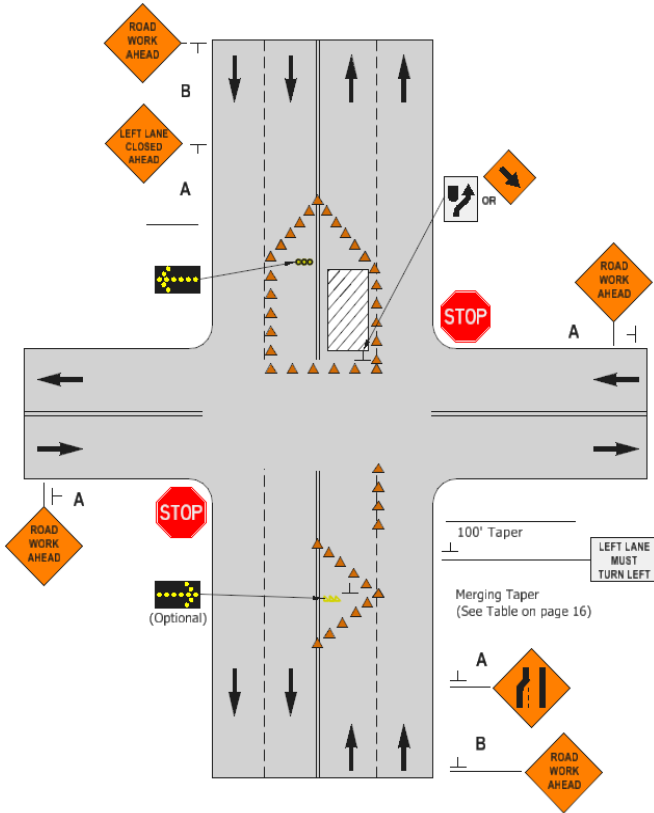 ROAD
WORK
AHEAD
B
LEFT LANE
CLOSED
AHEAD
A
OR
STOP
ROAD
WORK
AHEAD
A
A
ROAD
WORK
AHEAD
STOP
(Optional)
100' Taper
LEFT LANE
MUST
TURN LEFT
Merging Taper
(See Table on page 16)
A
B
ROAD
WORK
AHEAD